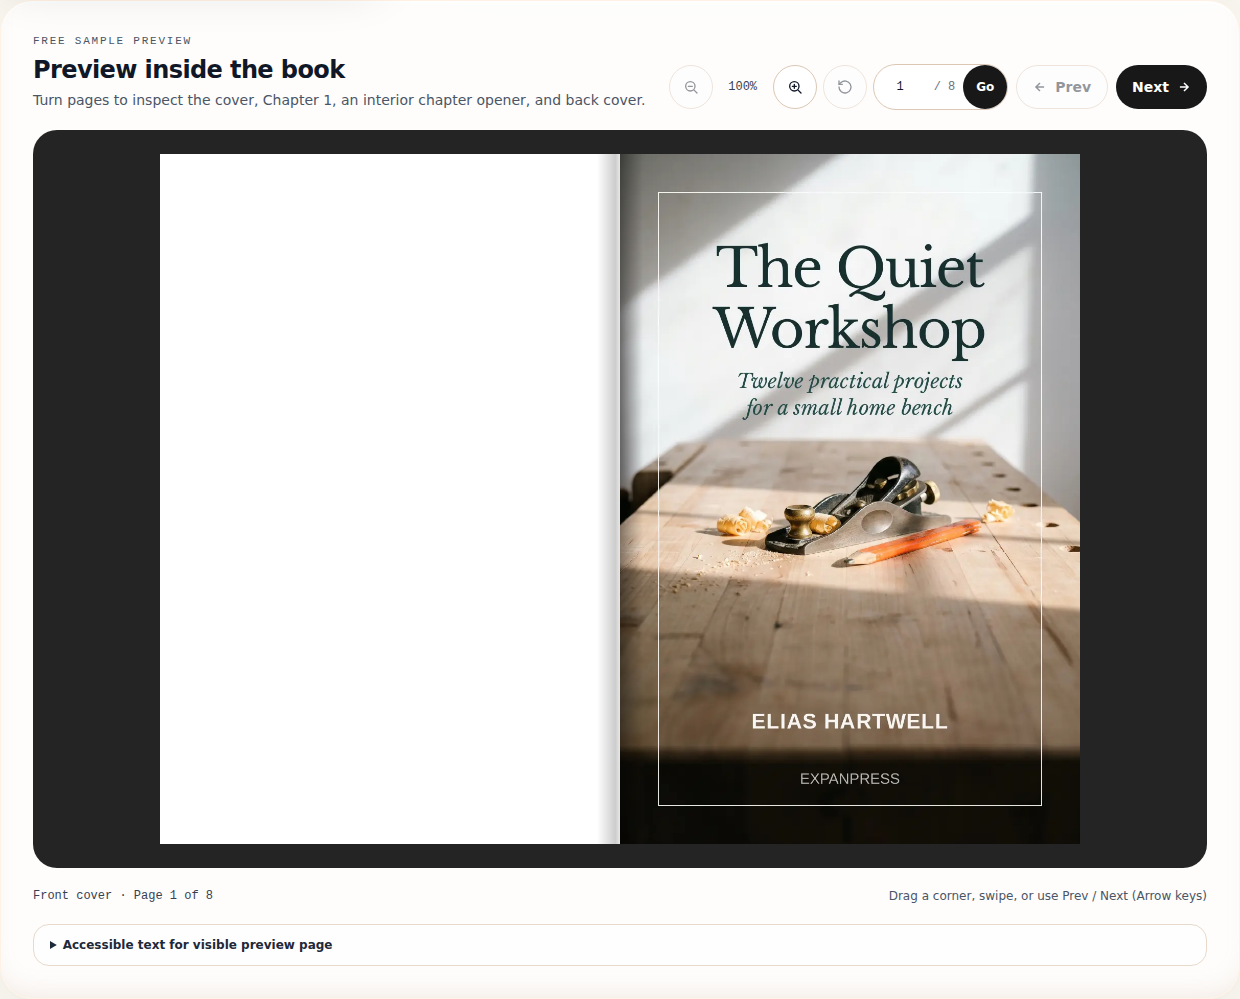 FREE SAMPLE PREVIEW
Preview inside the book
Turn pages to inspect the cover, Chapter 1, an interior chapter opener, and back cover.
100%
1 / 8
Go
← Prev
Next →
The Quiet
Workshop
Twelve practical projects
for a small home bench
ELIAS HARTWELL
EXPANPRESS
Front cover · Page 1 of 8
Drag a corner, swipe, or use Prev / Next (Arrow keys)
Accessible text for visible preview page